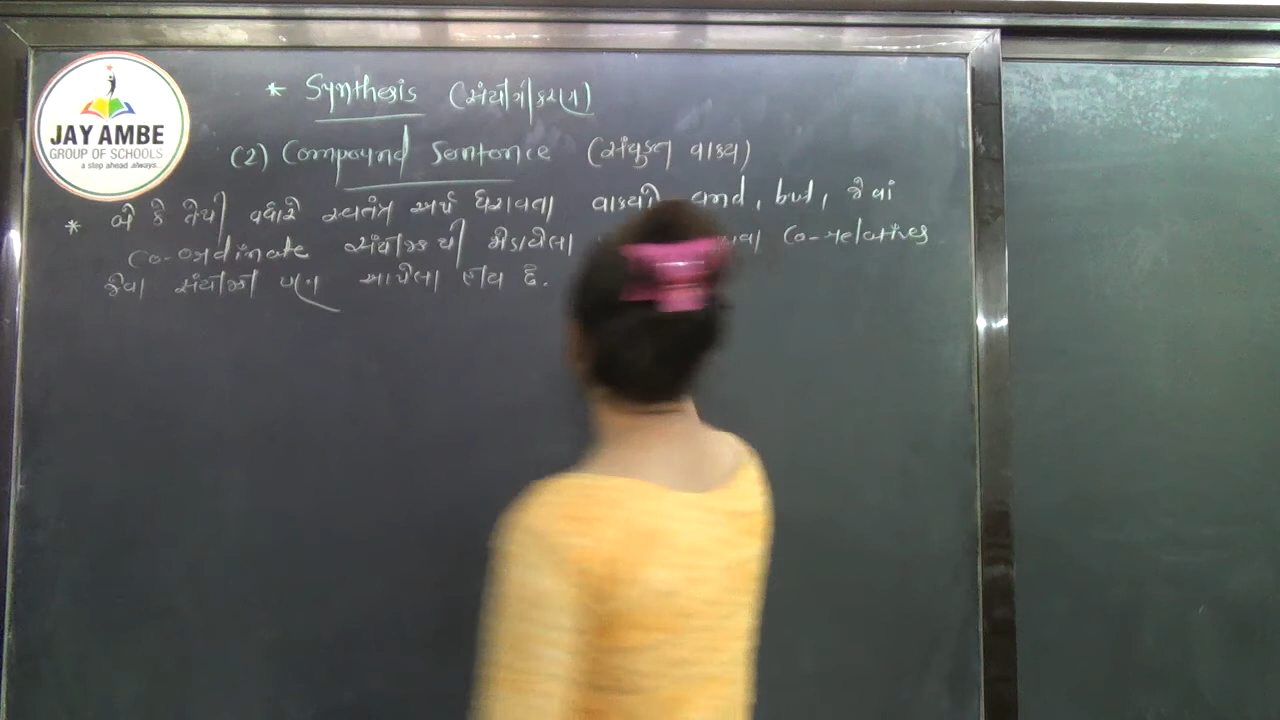 JAY AMBE
GROUP OF SCHOOLS
a step ahead always...
* Synthesis (સંયોગીકરણ)
(2) Compound Sentence (સંયુક્ત વાક્ય)
* બે કે તેથી વધારે સ્વતંત્ર અર્થ ધરાવતા વાક્યો and, but, જેવાં
co-ordinate સંયોજકથી જોડાયેલા Co-relatives
જેવા સંયોજકો પણ આપેલા હોય છે.